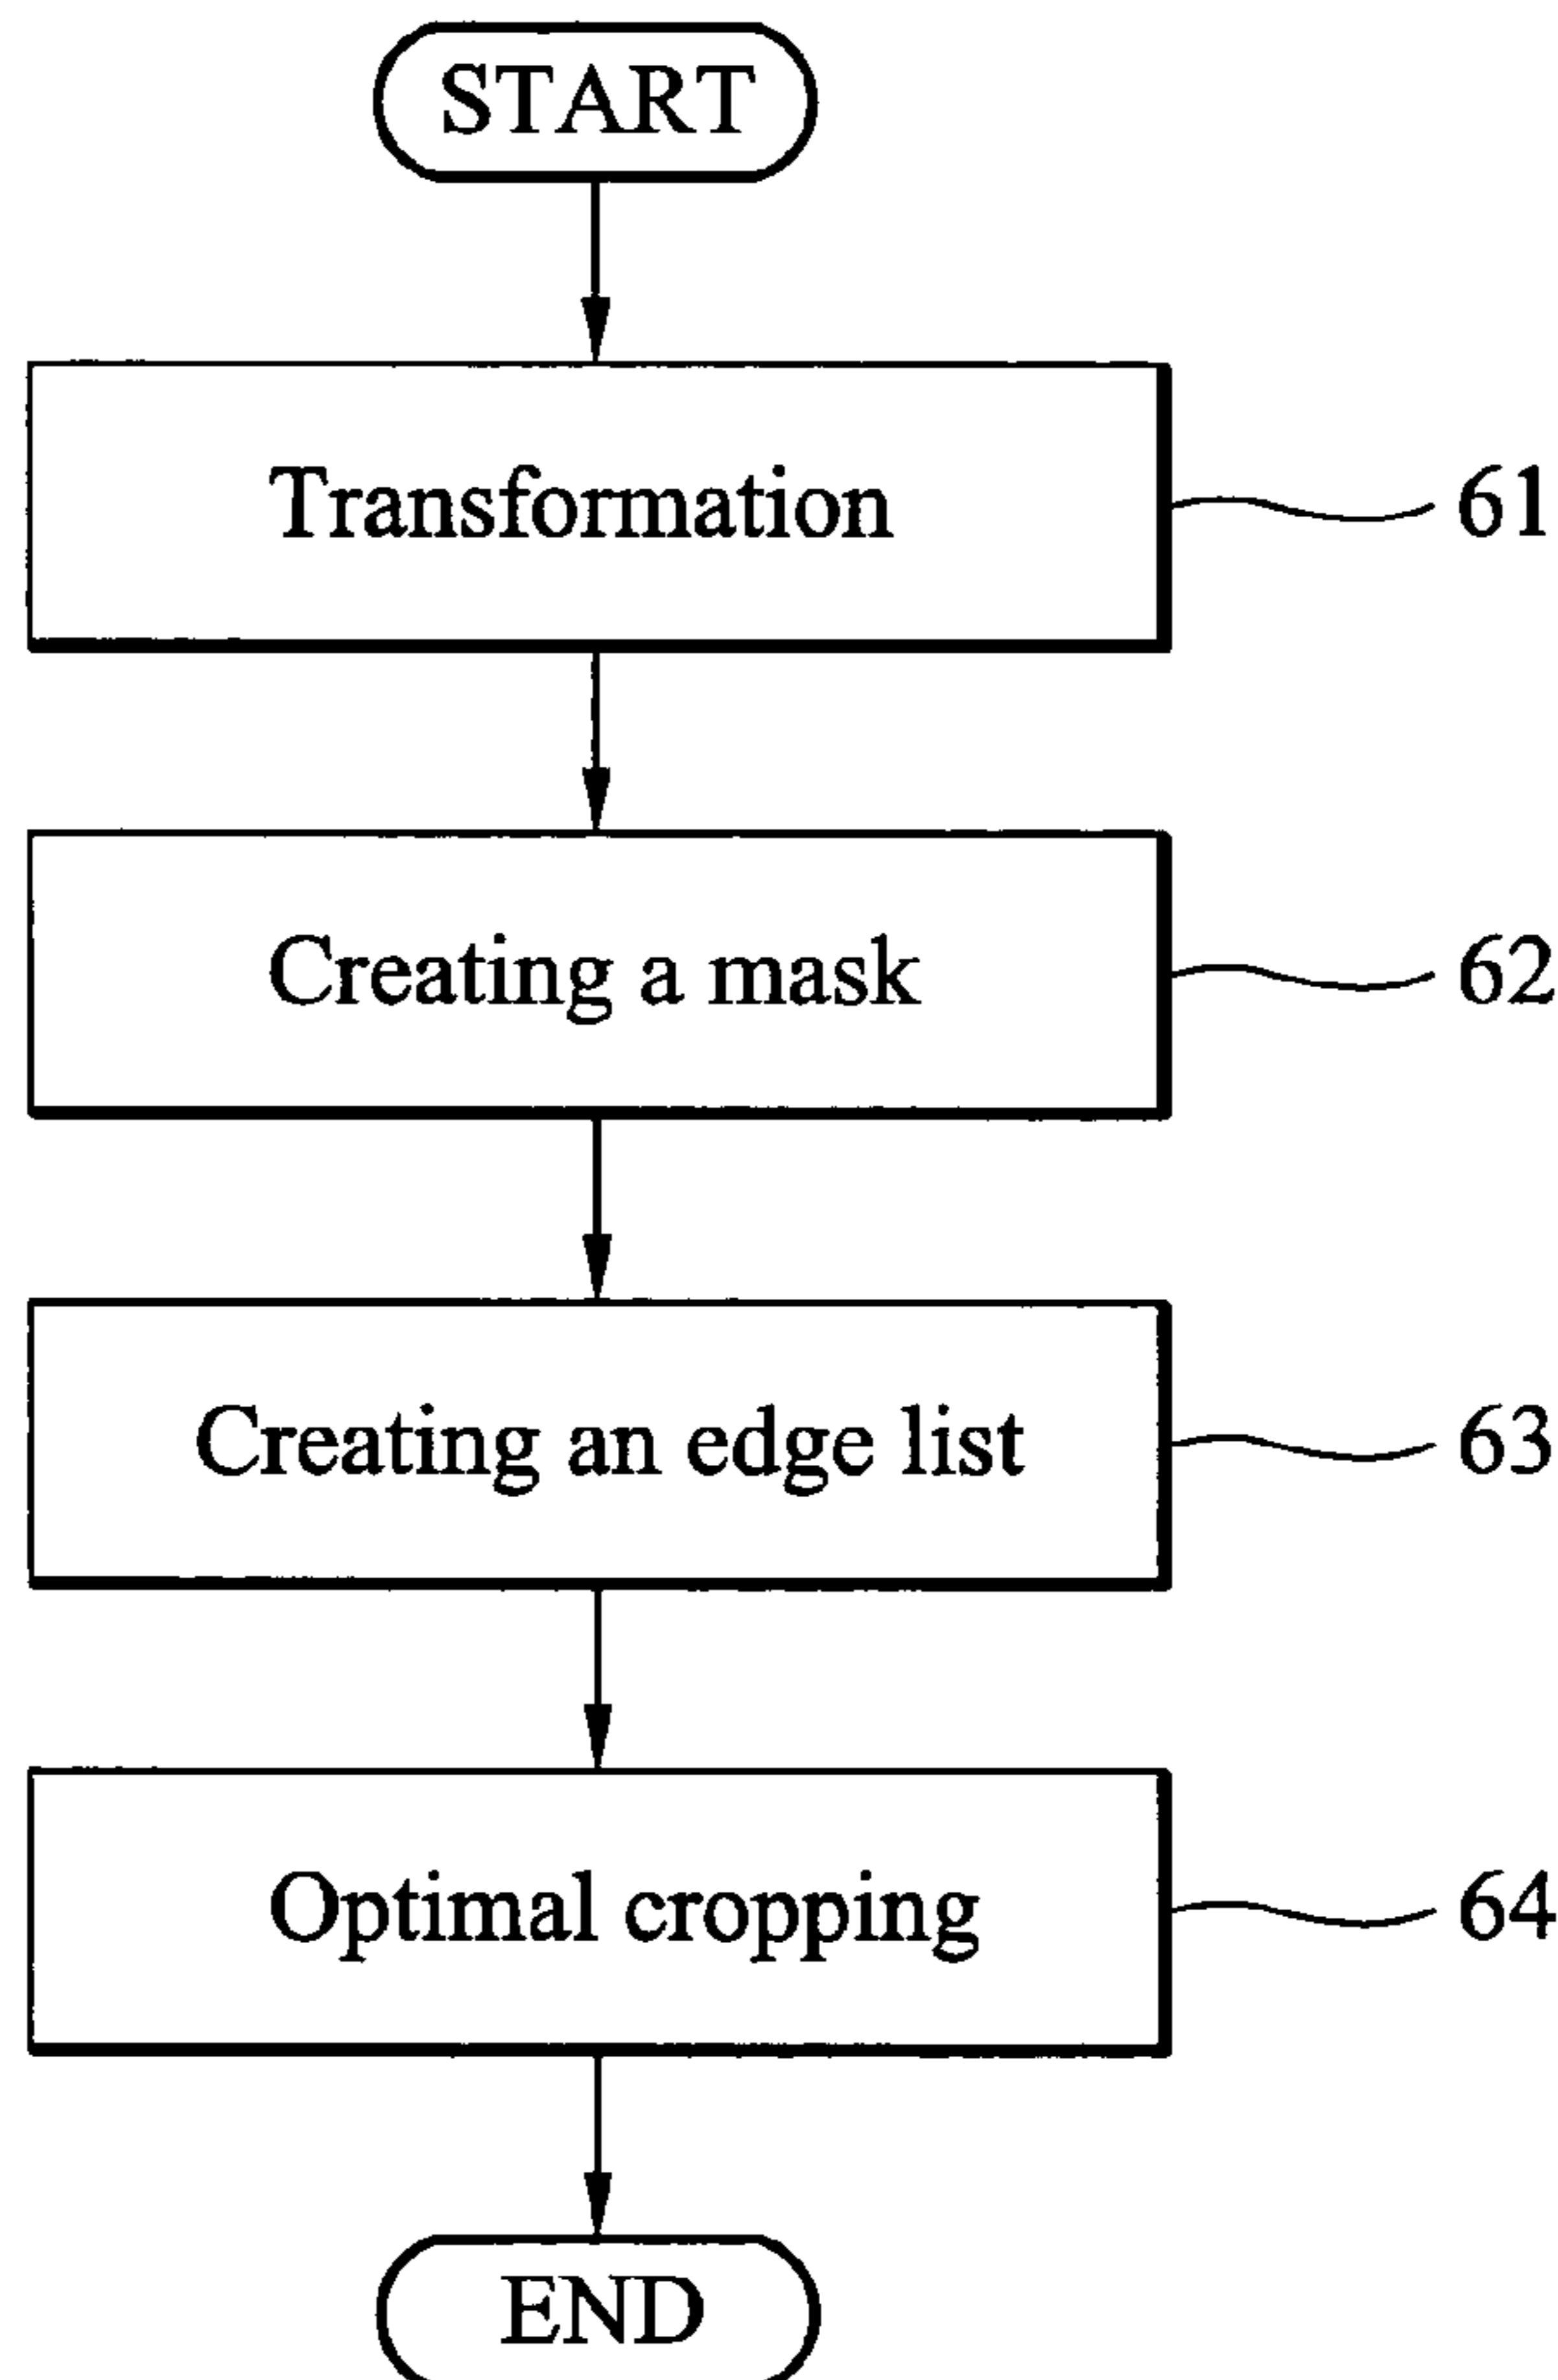 START
Transformation 61
Creating a mask 62
Creating an edge list 63
Optimal cropping 64
END